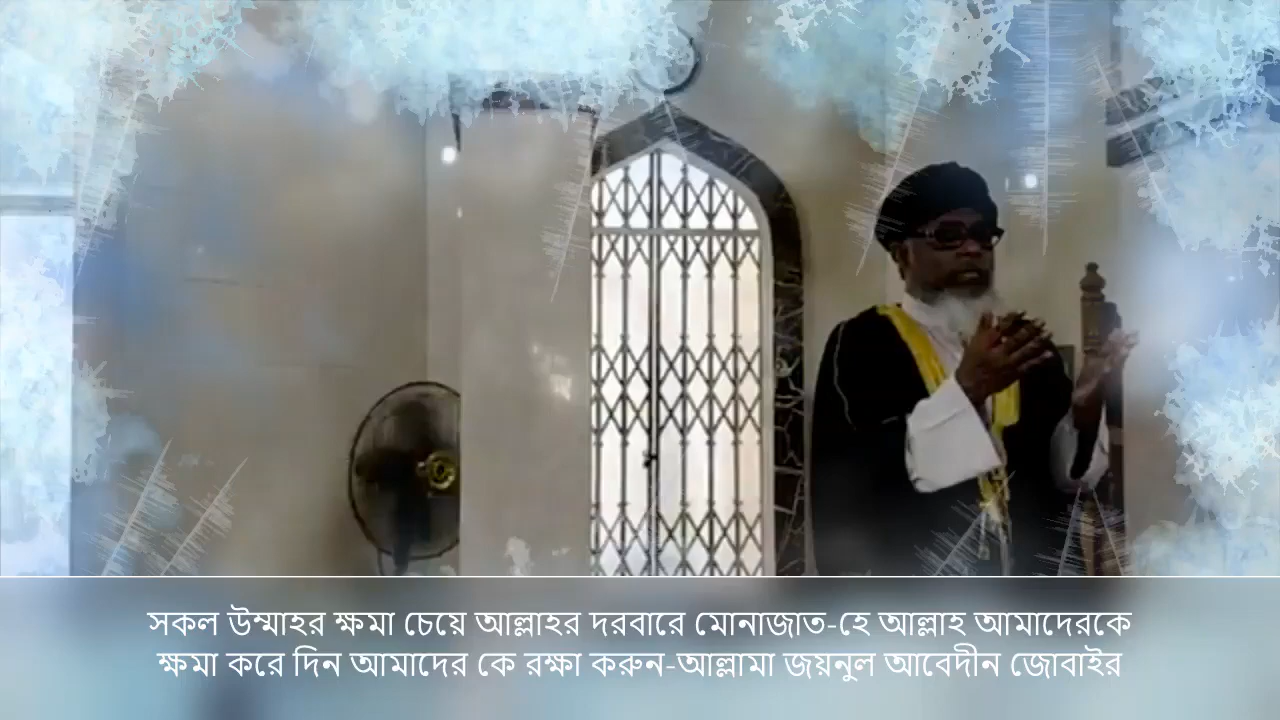 সকল উম্মাহর ক্ষমা চেয়ে আল্লাহর দরবারে মোনাজাত-হে আল্লাহ আমাদেরকে
ক্ষমা করে দিন আমাদের কে রক্ষা করুন-আল্লামা জয়নুল আবেদীন জোবাইর